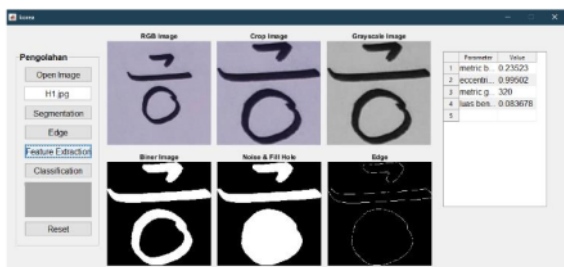 Pengolahan
Open Image
H1.jpg
Segmentation
Edge
Feature Extraction
Classification
Reset
RGB Image
Crop Image
Grayscale Image
ㅎ
ㅎ
ㅎ
Biner Image
Noise & Fill Hole
Edge
ㅎ
ㅎ
ㅎ
Parameter Value
1 metric b... 0.23523
2 eccentri... 0.99502
3 metric g... 320
4 luas ben... 0.083678
5